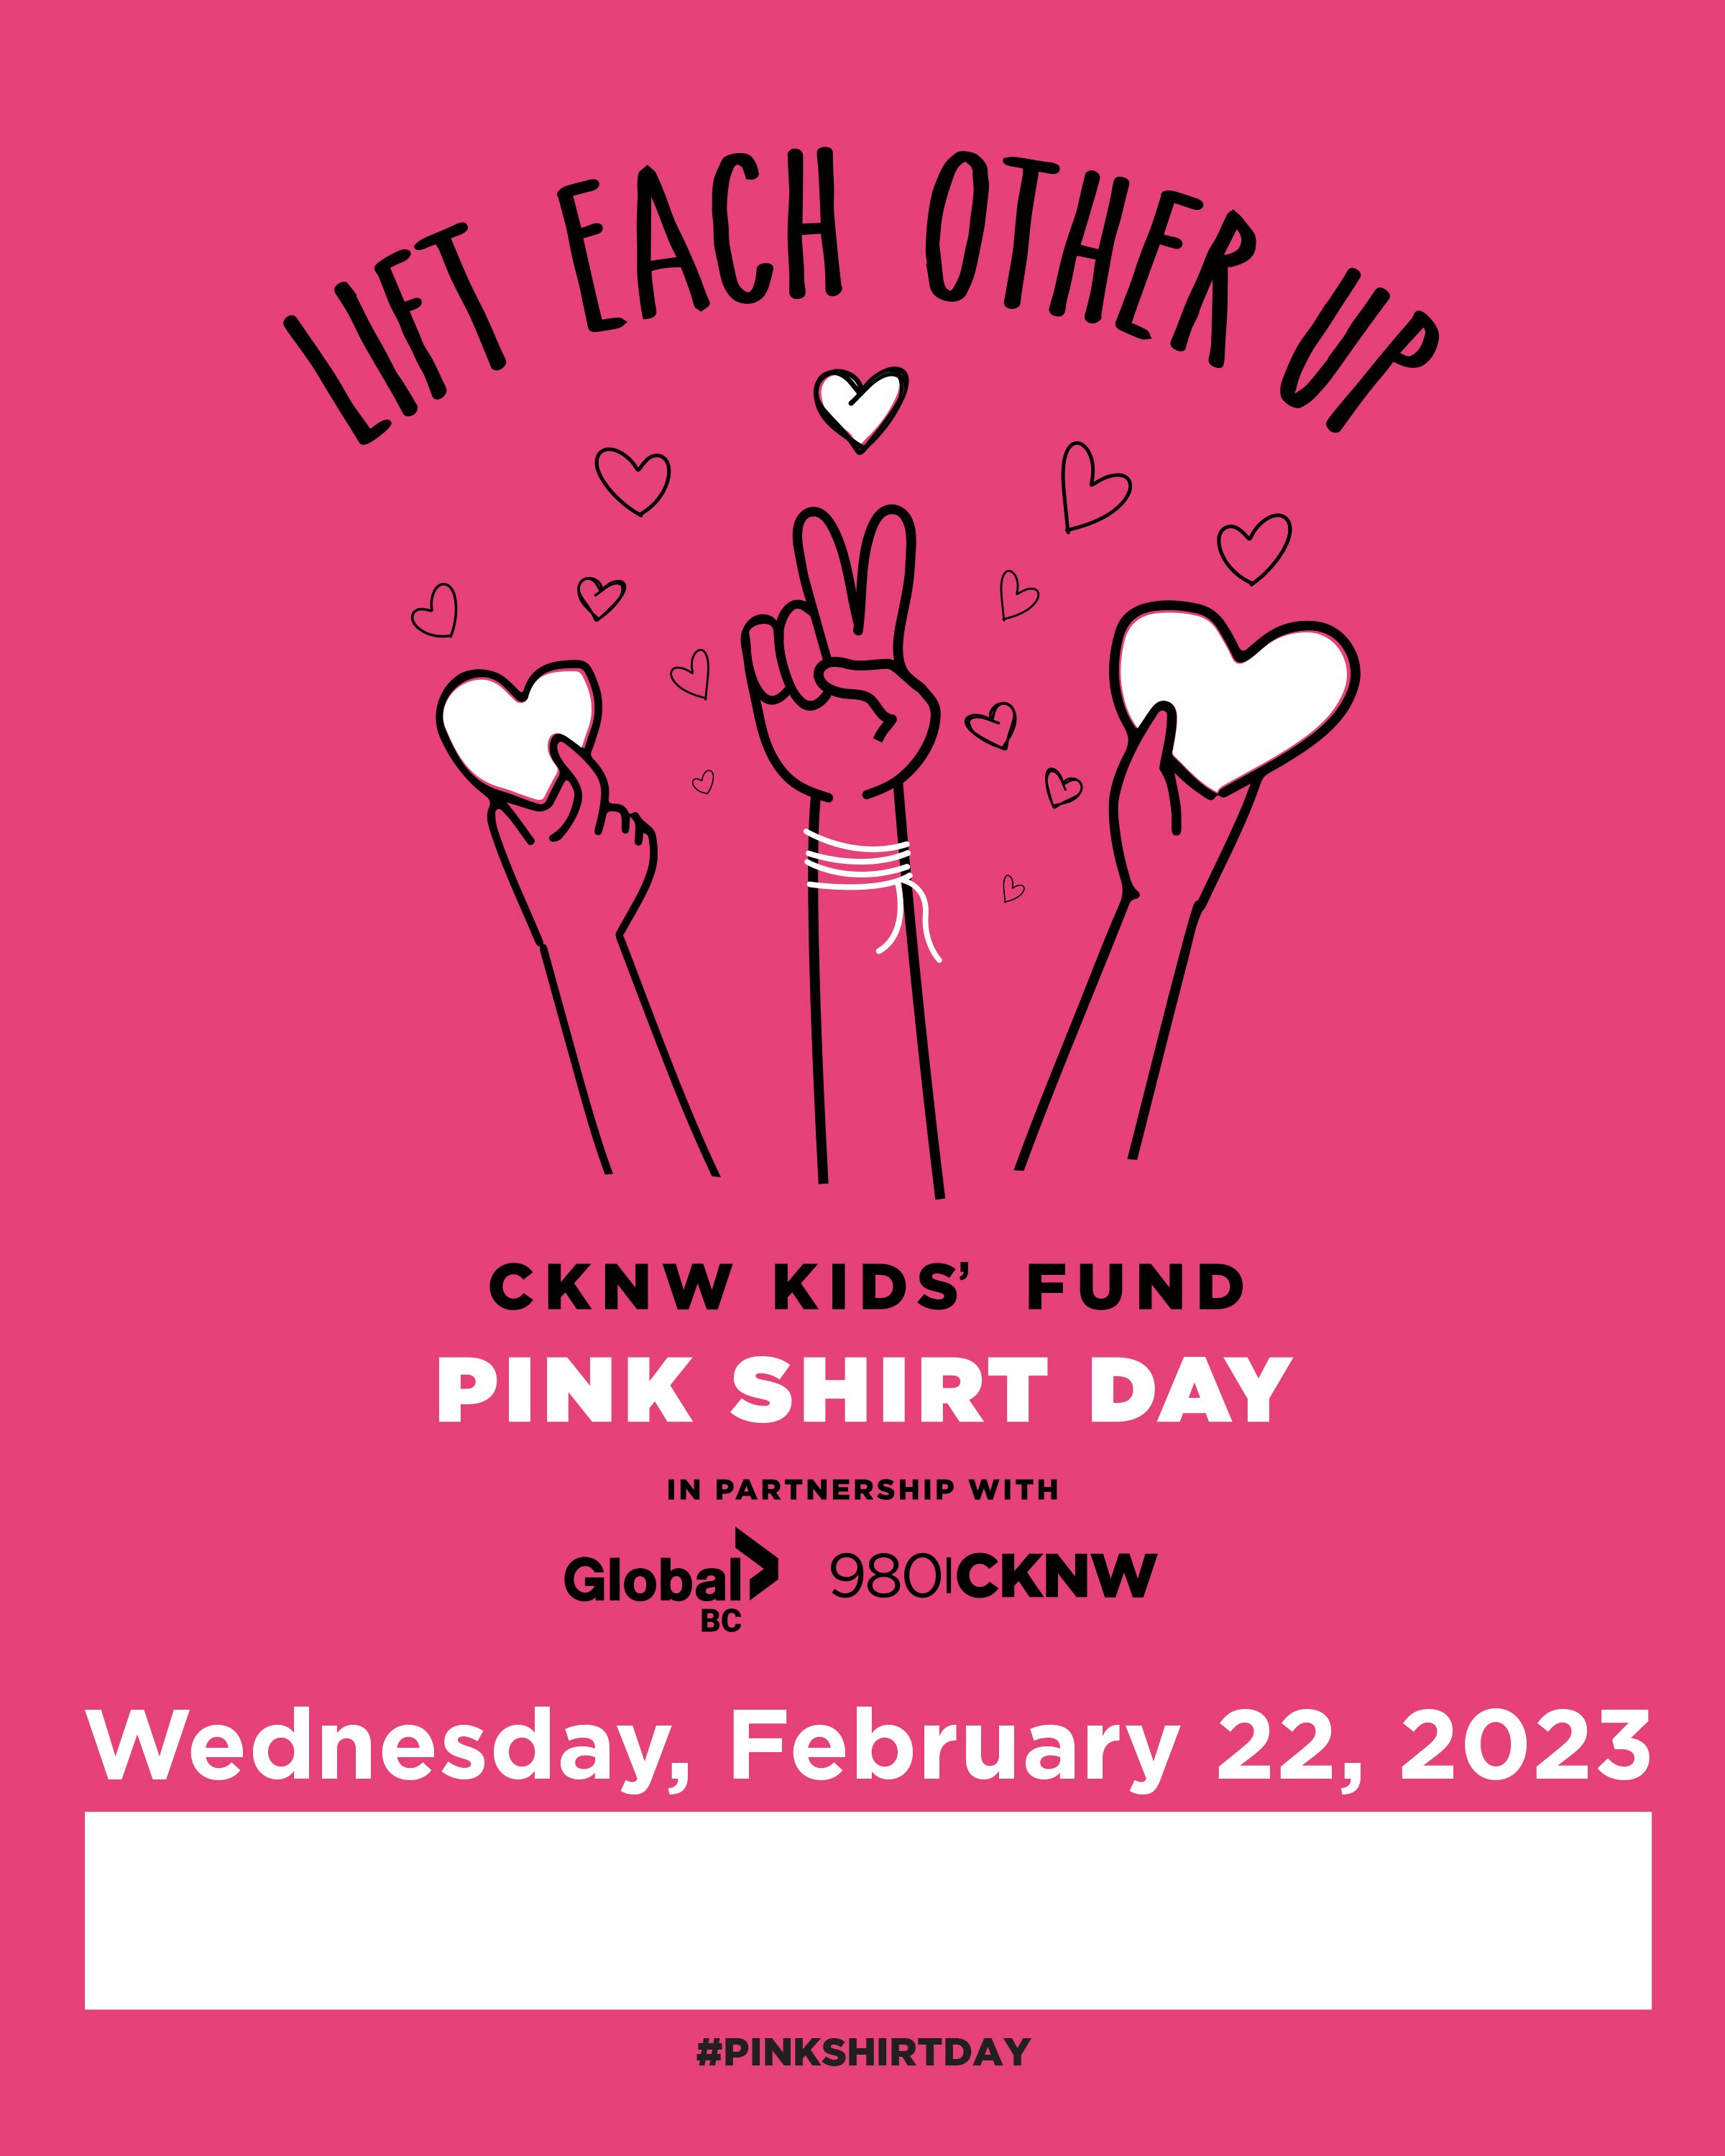 LIFT EACH OTHER UP
CKNW KIDS' FUND
PINK SHIRT DAY
IN PARTNERSHIP WITH
Global BC 980|CKNW
Wednesday, February 22, 2023
#PINKSHIRTDAY